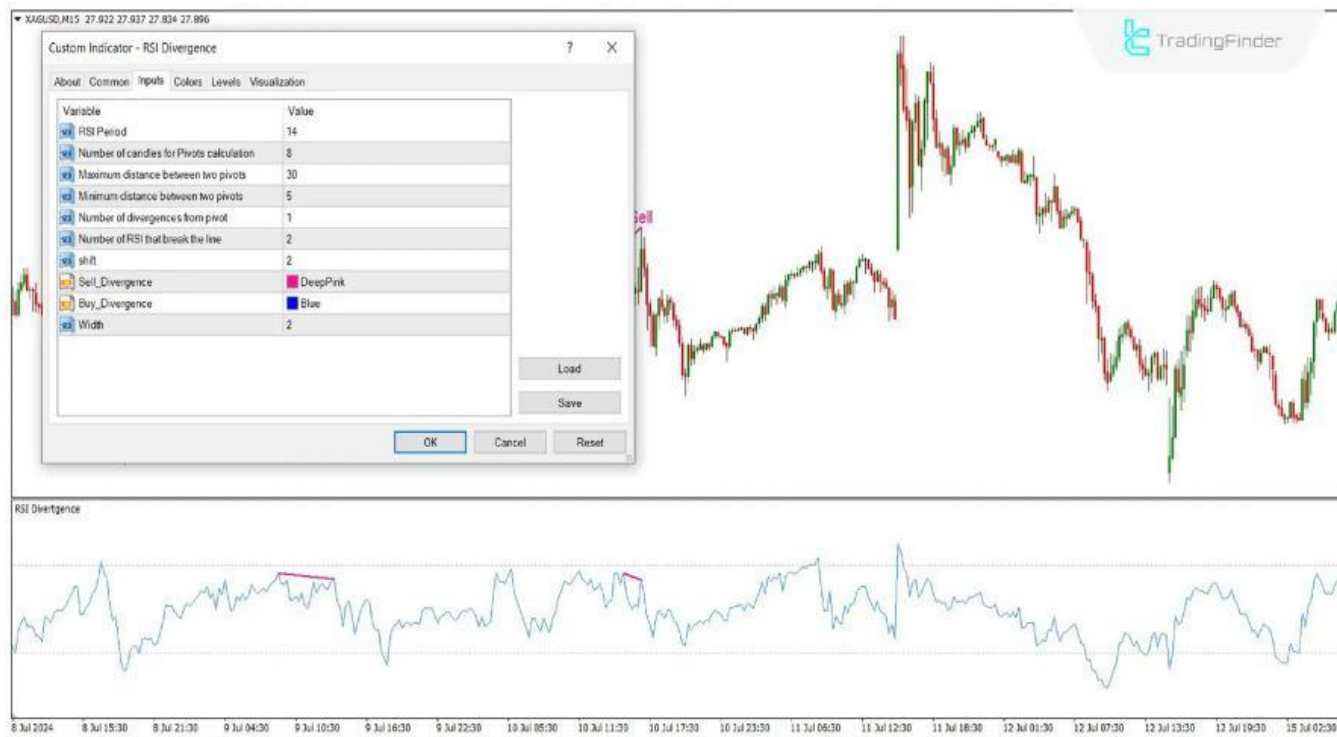 XAGUSD,M15 27.922 27.937 27.834 27.896
TradingFinder
Custom Indicator - RSI Divergence
? X
About Common Inputs Colors Levels Visualization
Variable Value
RSI Period 14
Number of candles for Pivots calculation 8
Maximum distance between two pivots 30
Minimum distance between two pivots 5
Number of divergences from pivot 1
Number of RSI that break the line 2
shift 2
Sell_Divergence DeepPink
Buy_Divergence Blue
Width 2
Load
Save
OK Cancel Reset
Sell
RSI Divertgence
8 Jul 2024 8 Jul 15:30 8 Jul 21:30 9 Jul 04:30 9 Jul 10:30 9 Jul 16:30 9 Jul 22:30 10 Jul 05:30 10 Jul 11:30 10 Jul 17:30 10 Jul 23:30 11 Jul 06:30 11 Jul 12:30 11 Jul 18:30 12 Jul 01:30 12 Jul 07:30 12 Jul 13:30 12 Jul 19:30 15 Jul 02:30